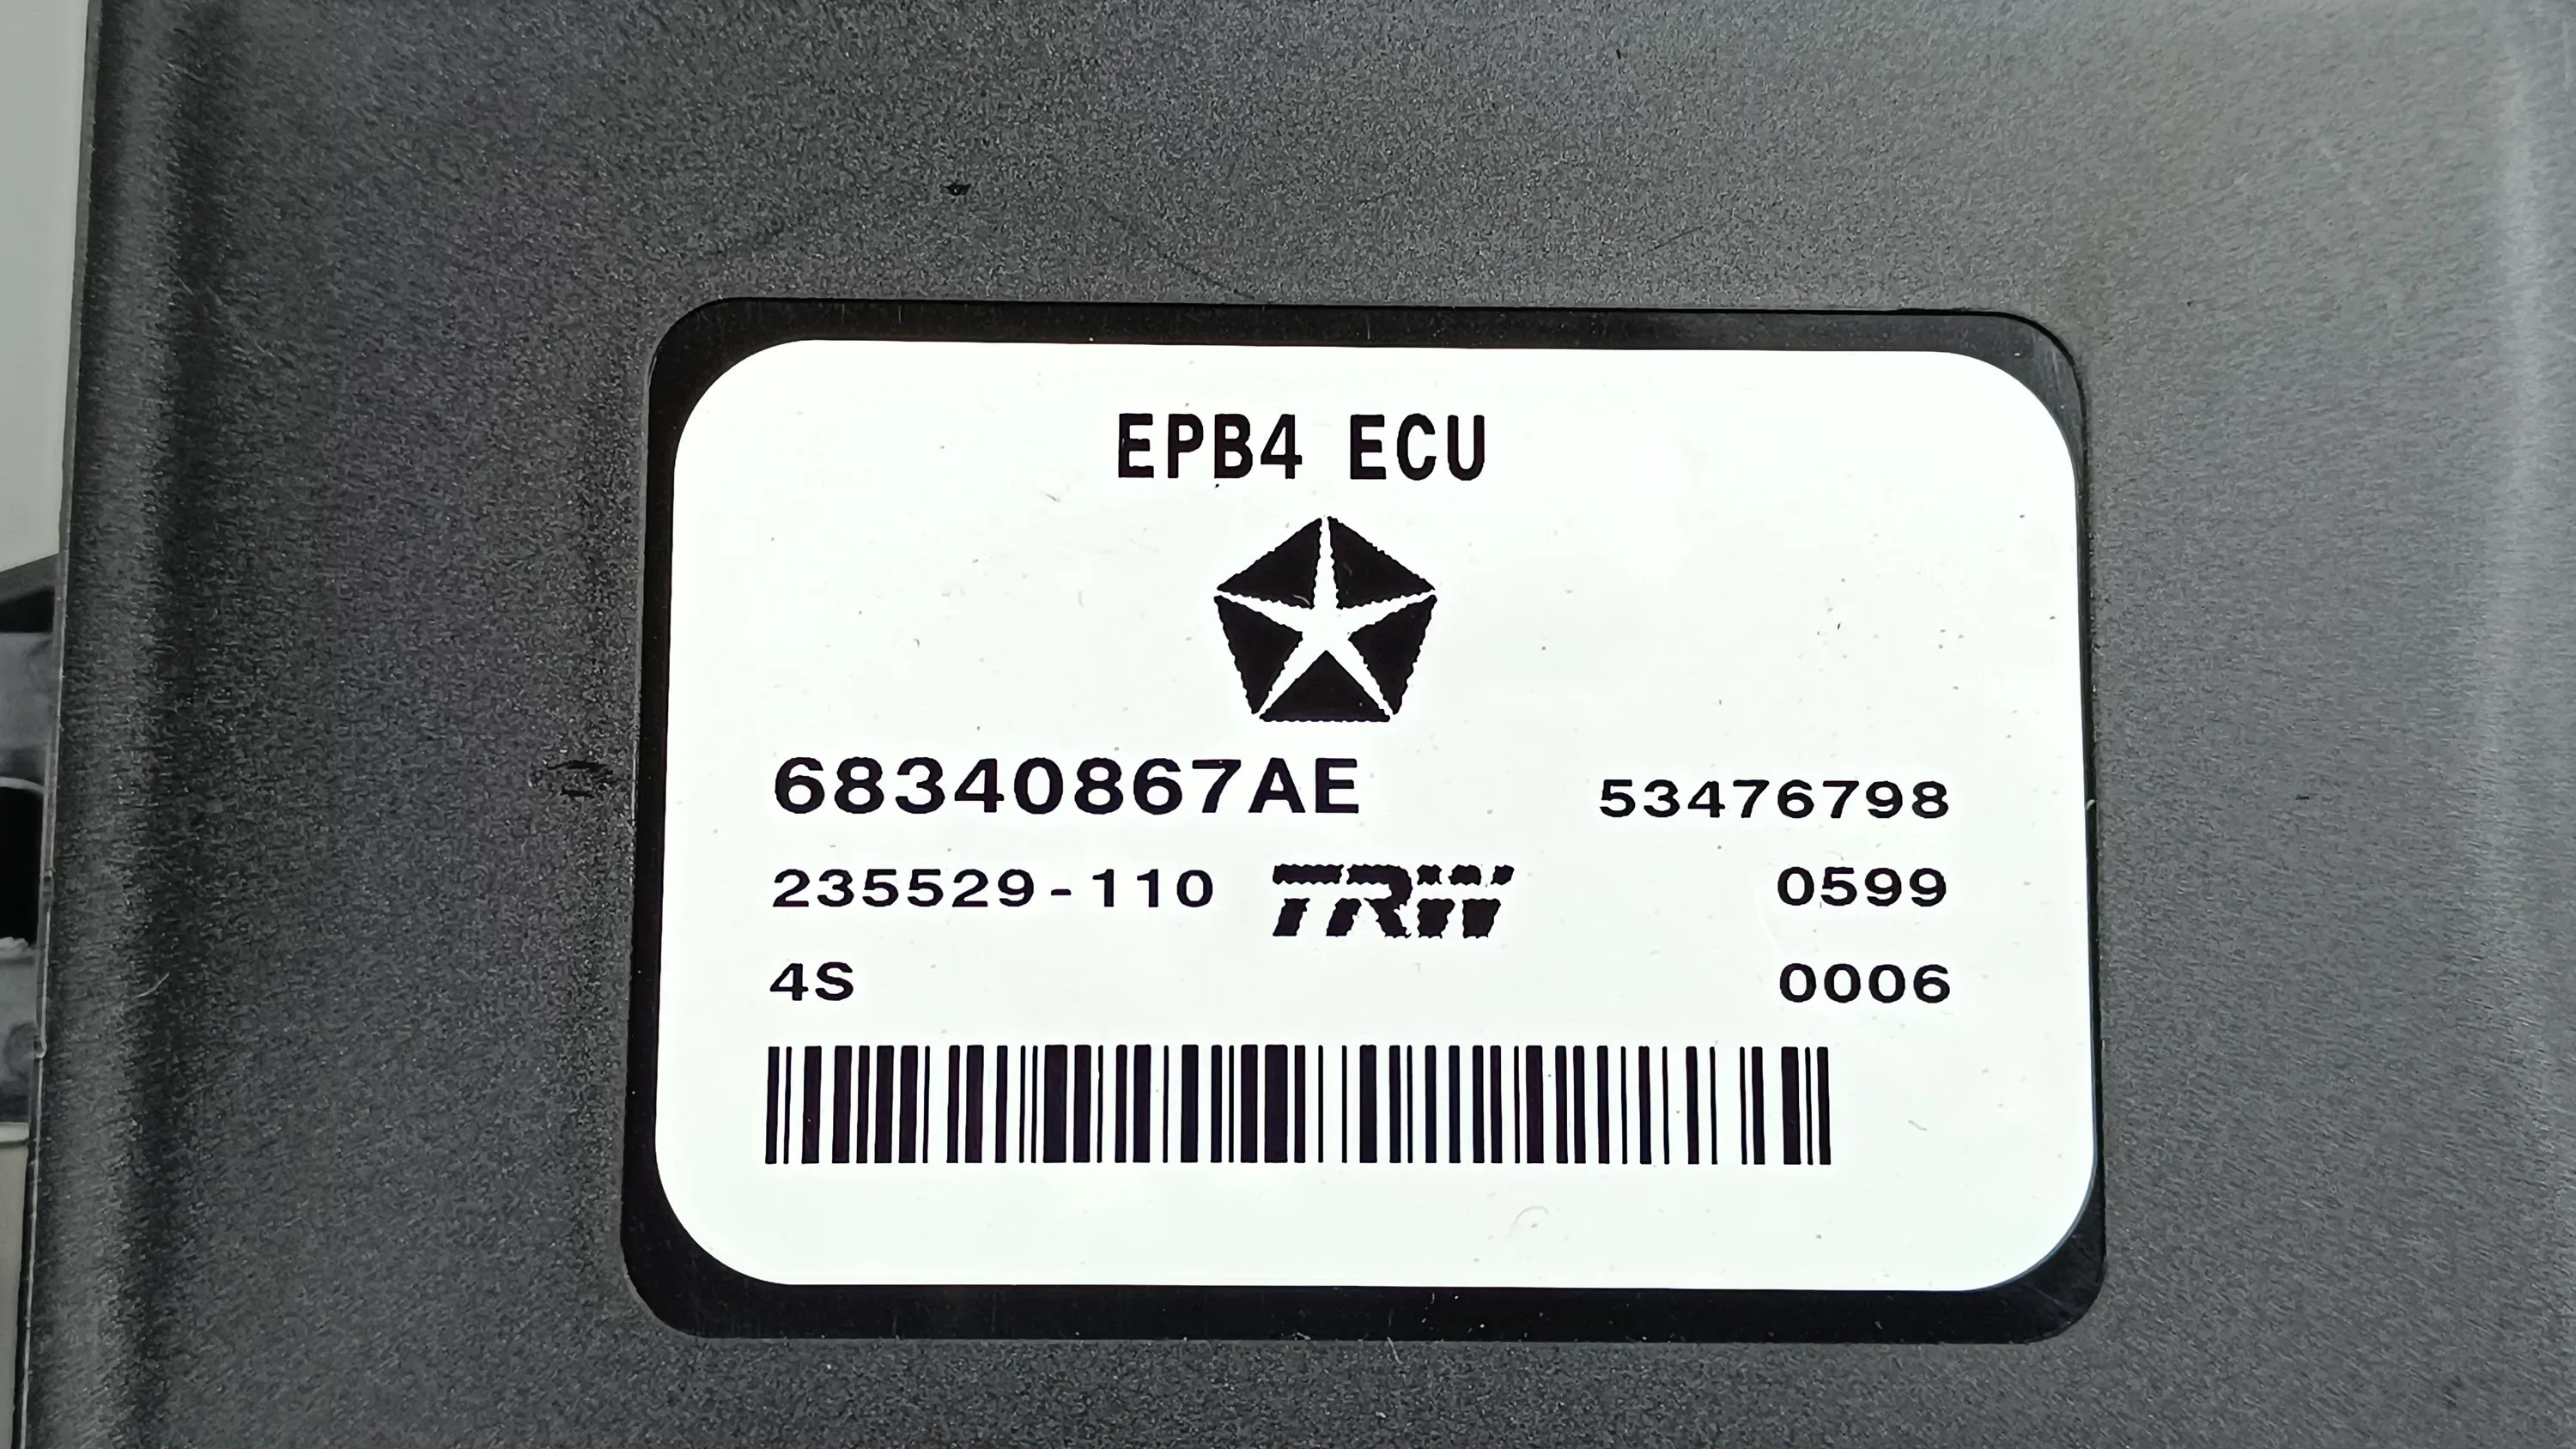 EPB4 ECU
68340867AE 53476798
235529-110 TRW 0599
4S 0006